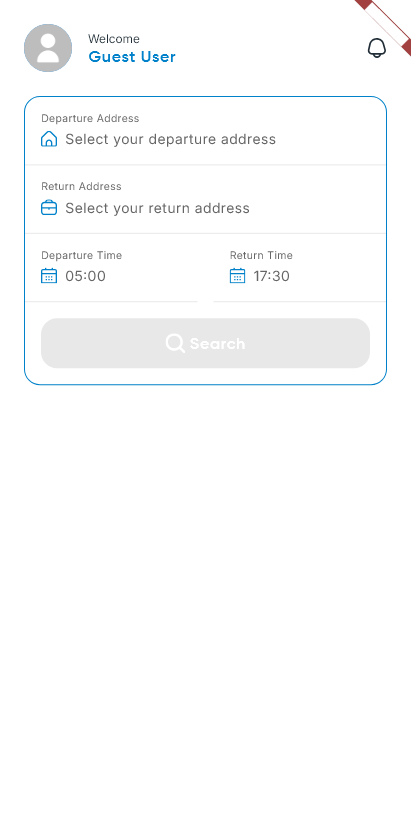 Welcome
Guest User
Departure Address
Select your departure address
Return Address
Select your return address
Departure Time
Return Time
05:00
17:30
Search